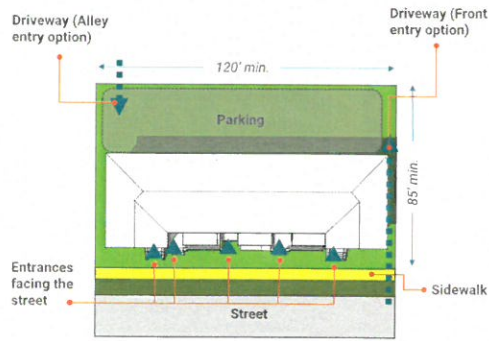 Driveway (Alley
entry option)
Driveway (Front
entry option)
120' min.
Parking
85' min.
Entrances
facing the
street
Sidewalk
Street